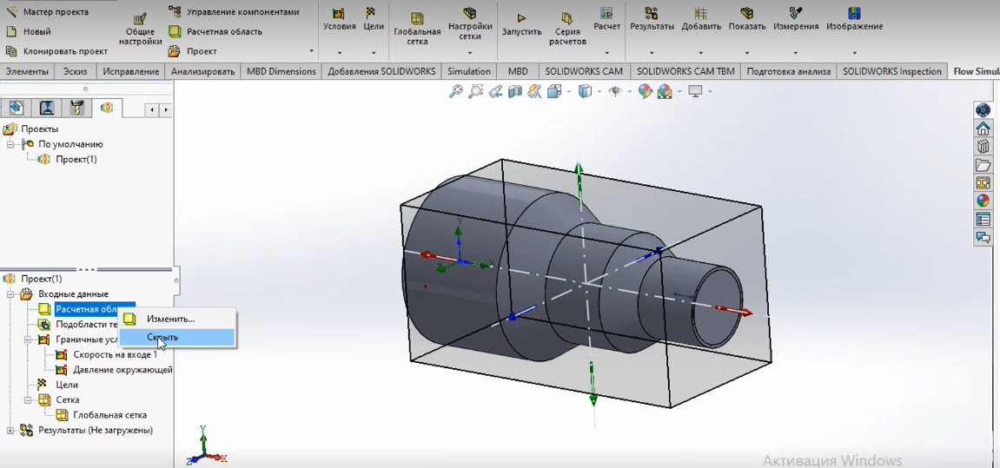 Мастер проекта
Новый
Клонировать проект
Общие настройки
Управление компонентами
Расчетная область
Проект
Условия
Цели
Глобальная сетка
Настройки сетки
Запустить
Серия расчетов
Расчет
Результаты
Добавить
Показать
Измерения
Изображение
Элементы
Эскиз
Исправление
Анализировать
MBD Dimensions
Добавления SOLIDWORKS
Simulation
MBD
SOLIDWORKS CAM
SOLIDWORKS CAM TBM
Подготовка анализа
SOLIDWORKS Inspection
Flow Simul
Проекты
По умолчанию
Проект(1)
Проект(1)
Входные данные
Расчетная обл
Изменить...
Подобласти те
Скрыть
Граничные усл
Скорость на входе 1
Давление окружающей
Цели
Сетка
Глобальная сетка
Результаты (Не загружены)
Y
X
Z
Y
X
Z
Активация Windows